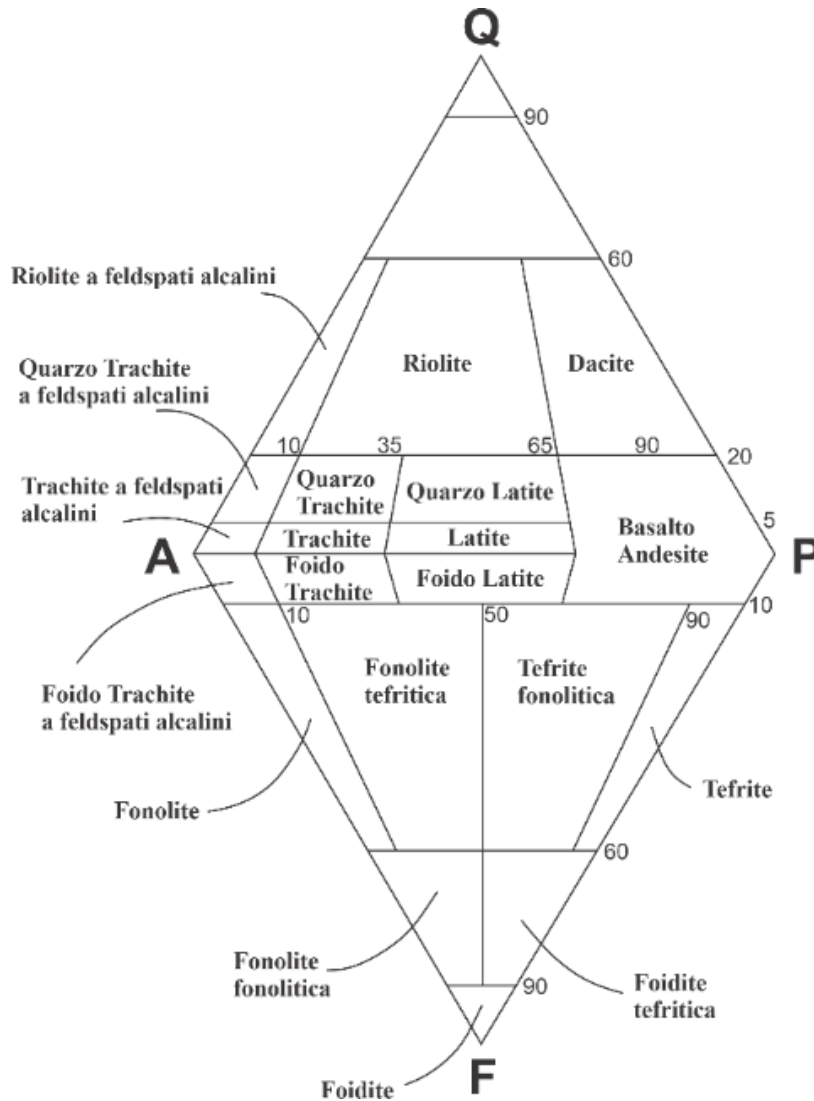 Q
90
60
Riolite a feldspati alcalini
Riolite
Dacite
Quarzo Trachite
a feldspati alcalini
10
35
65
90
20
Trachite a feldspati
alcalini
Quarzo
Trachite
Quarzo Latite
Basalto
Andesite
5
Trachite
Latite
A
P
Foido
Trachite
Foido Latite
10
50
90
10
Foido Trachite
a feldspati alcalini
Fonolite
tefritica
Tefrite
fonolitica
Fonolite
Tefrite
60
Fonolite
fonolitica
Foidite
tefritica
90
Foidite
F